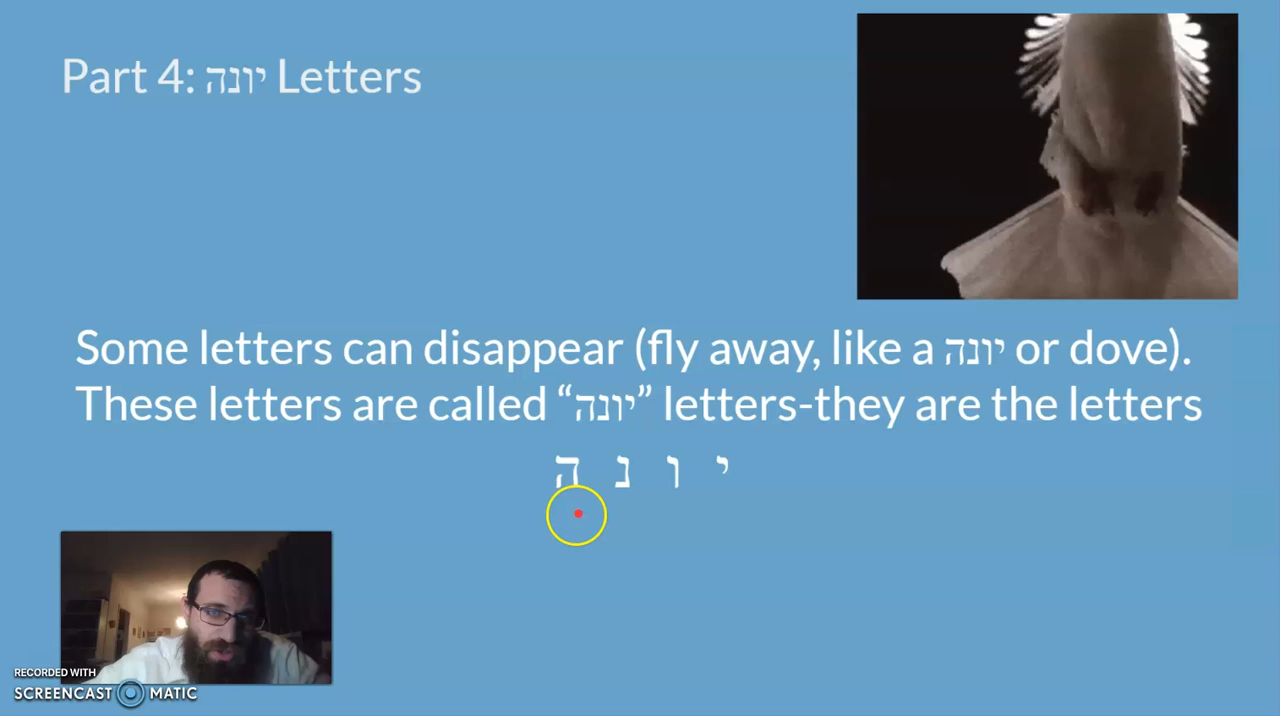 Part 4: יונה Letters
Some letters can disappear (fly away, like a יונה or dove).
These letters are called “יונה” letters-they are the letters
י ו נ ה
RECORDED WITH
SCREENCAST MATIC